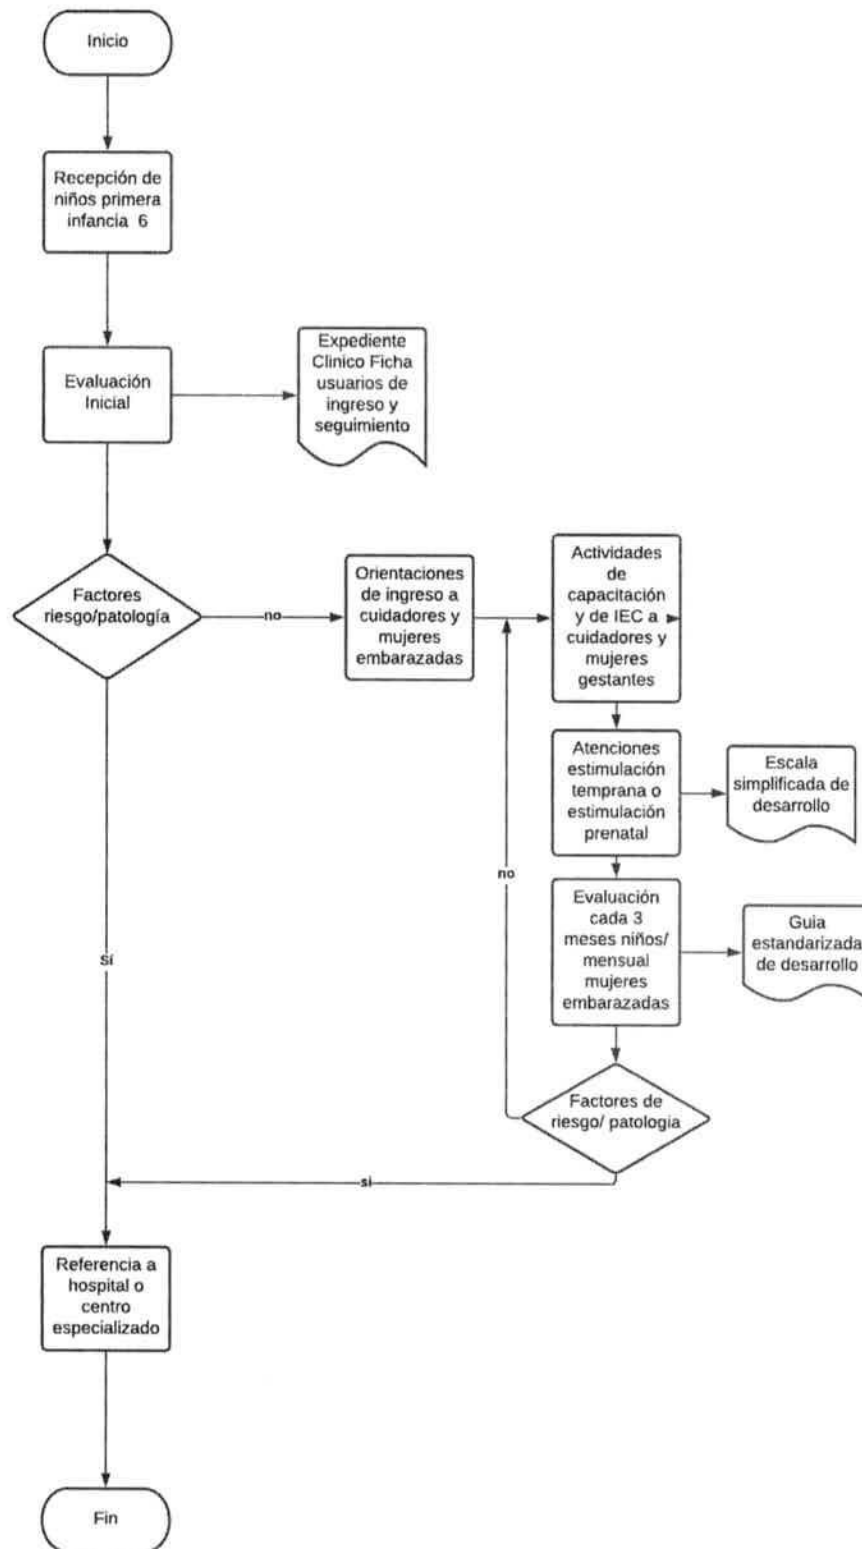 Inicio
Recepción de
niños primera
infancia 6
Evaluación
Inicial
Expediente
Clinico Ficha
usuarios de
ingreso y
seguimiento
Factores
riesgo/patología
no
Orientaciones
de ingreso a
cuidadores y
mujeres
embarazadas
Actividades
de
capacitación
y de IEC a
cuidadores y
mujeres
gestantes
Atenciones
estimulación
temprana o
estimulación
prenatal
Escala
simplificada de
desarrollo
no
Evaluación
cada 3
meses niños/
mensual
mujeres
embarazadas
Guia
estandarizada
de desarrollo
Sí
Factores de
riesgo/ patología
si
Referencia a
hospital o
centro
especializado
Fin